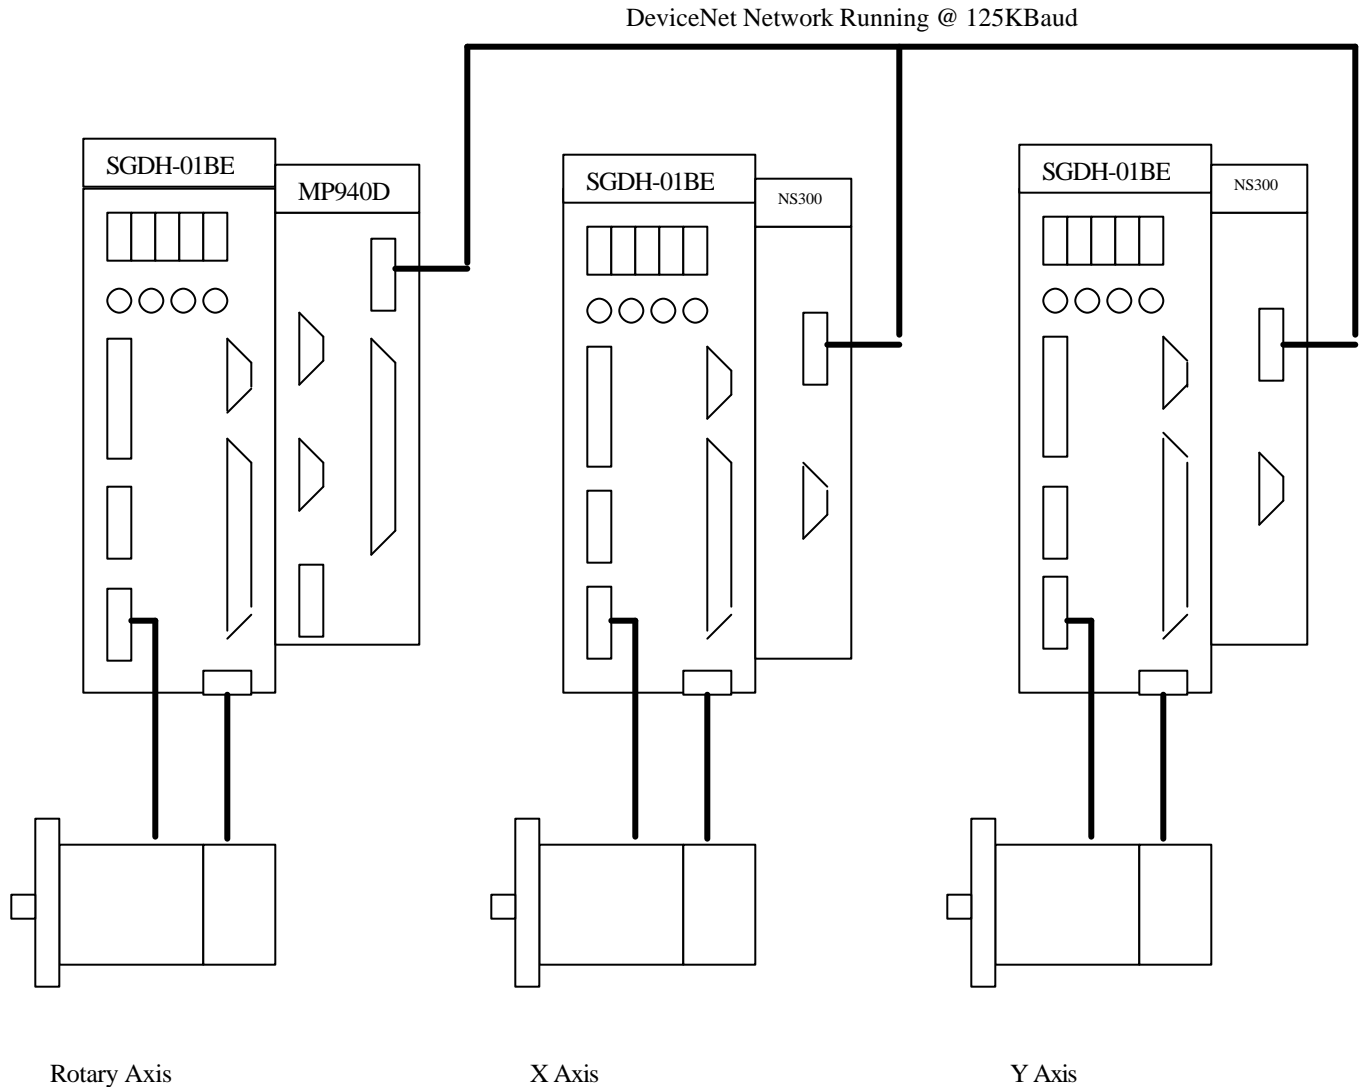 DeviceNet Network Running @ 125KBaud
SGDH-01BE
MP940D
SGDH-01BE
NS300
SGDH-01BE
NS300
Rotary Axis
X Axis
Y Axis